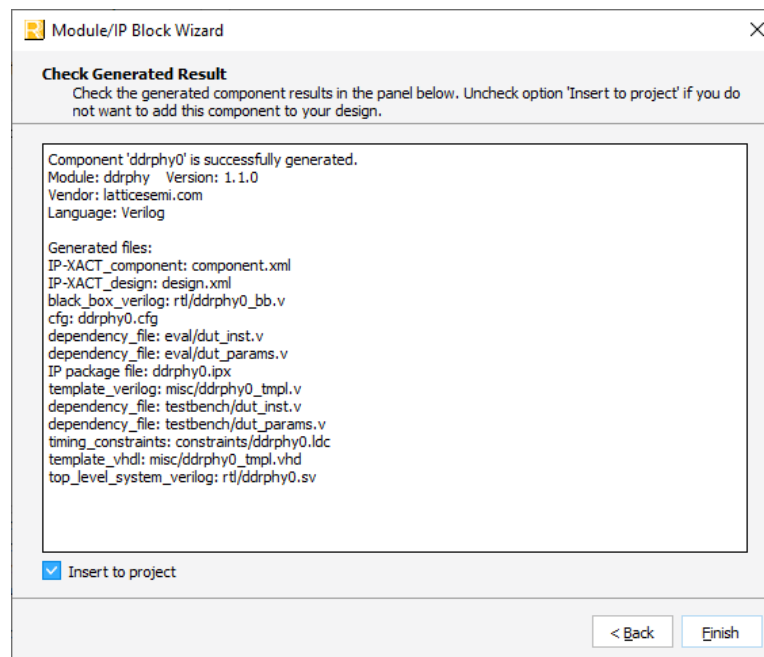 Module/IP Block Wizard
Check Generated Result
Check the generated component results in the panel below. Uncheck option 'Insert to project' if you do
not want to add this component to your design.
Component 'ddrphy0' is successfully generated.
Module: ddrphy Version: 1.1.0
Vendor: latticesemi.com
Language: Verilog
Generated files:
IP-XACT_component: component.xml
IP-XACT_design: design.xml
black_box_verilog: rtl/ddrphy0_bb.v
cfg: ddrphy0.cfg
dependency_file: eval/dut_inst.v
dependency_file: eval/dut_params.v
IP package file: ddrphy0.ipx
template_verilog: misc/ddrphy0_tmpl.v
dependency_file: testbench/dut_inst.v
dependency_file: testbench/dut_params.v
timing_constraints: constraints/ddrphy0.ldc
template_vhdl: misc/ddrphy0_tmpl.vhd
top_level_system_verilog: rtl/ddrphy0.sv
Insert to project
< Back Finish